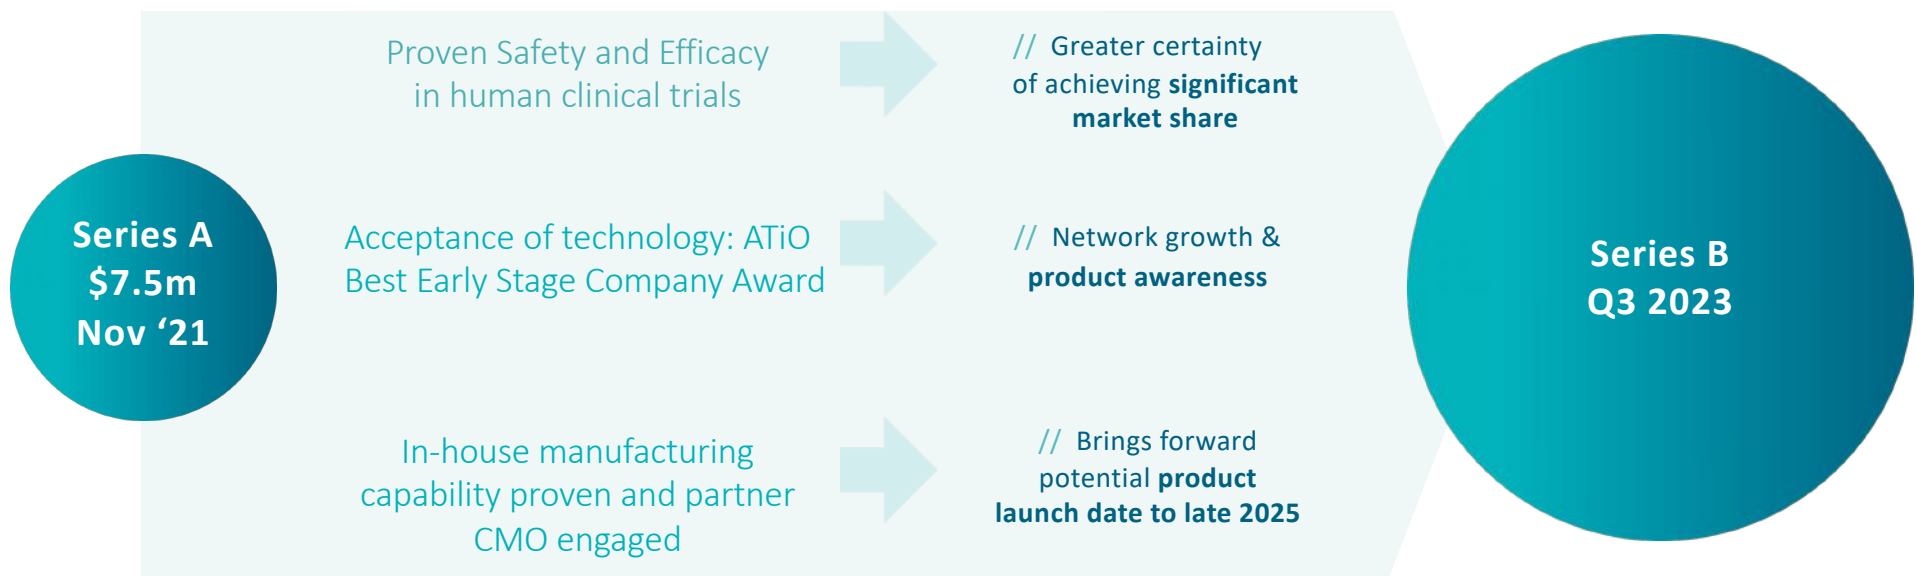 Series A
$7.5m
Nov ‘21
Proven Safety and Efficacy
in human clinical trials
// Greater certainty
of achieving significant
market share
Acceptance of technology: ATiO
Best Early Stage Company Award
// Network growth &
product awareness
In-house manufacturing
capability proven and partner
CMO engaged
// Brings forward
potential product
launch date to late 2025
Series B
Q3 2023